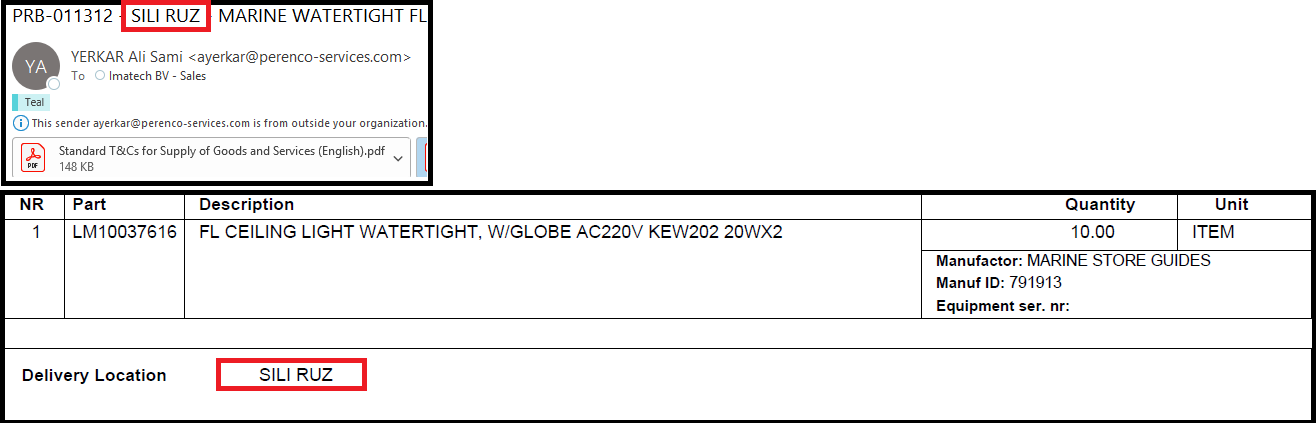 PRB-011312 - SILI RUZ - MARINE WATERTIGHT FL
YA
YERKAR Ali Sami <ayerkar@perenco-services.com>
To Imatech BV - Sales
Teal
This sender ayerkar@perenco-services.com is from outside your organization.
PDF
Standard T&Cs for Supply of Goods and Services (English).pdf
148 KB
NR Part Description Quantity Unit
1 LM10037616 FL CEILING LIGHT WATERTIGHT, W/GLOBE AC220V KEW202 20WX2 10.00 ITEM
Manufactor: MARINE STORE GUIDES
Manuf ID: 791913
Equipment ser. nr:
Delivery Location SILI RUZ